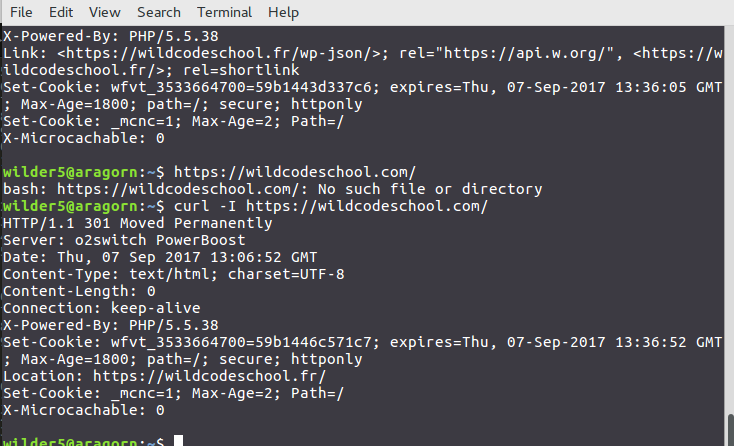 File Edit View Search Terminal Help
X-Powered-By: PHP/5.5.38
Link: <https://wildcodeschool.fr/wp-json/>; rel="https://api.w.org/", <https://w
ildcodeschool.fr/>; rel=shortlink
Set-Cookie: wfvt_3533664700=59b1443d337c6; expires=Thu, 07-Sep-2017 13:36:05 GMT
; Max-Age=1800; path=/; secure; httponly
Set-Cookie: _mcnc=1; Max-Age=2; Path=/
X-Microcachable: 0
wilder5@aragorn:~$ https://wildcodeschool.com/
bash: https://wildcodeschool.com/: No such file or directory
wilder5@aragorn:~$ curl -I https://wildcodeschool.com/
HTTP/1.1 301 Moved Permanently
Server: o2switch PowerBoost
Date: Thu, 07 Sep 2017 13:06:52 GMT
Content-Type: text/html; charset=UTF-8
Content-Length: 0
Connection: keep-alive
X-Powered-By: PHP/5.5.38
Set-Cookie: wfvt_3533664700=59b1446c571c7; expires=Thu, 07-Sep-2017 13:36:52 GMT
; Max-Age=1800; path=/; secure; httponly
Location: https://wildcodeschool.fr/
Set-Cookie: _mcnc=1; Max-Age=2; Path=/
X-Microcachable: 0
wilder5@aragorn:~$